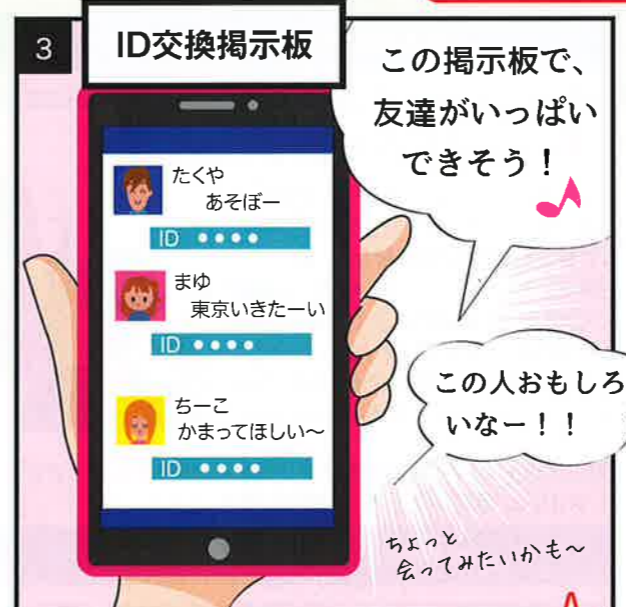 3
ID交換掲示板
この掲示板で、
友達がいっぱい
できそう！
たくや
あそぼー
ID ●●●●
まゆ
東京いきたーい
ID ●●●●
ちーこ
かまってほしい～
ID ●●●●
この人おもしろ
いなー！！
ちょっと
会ってみたいかも～